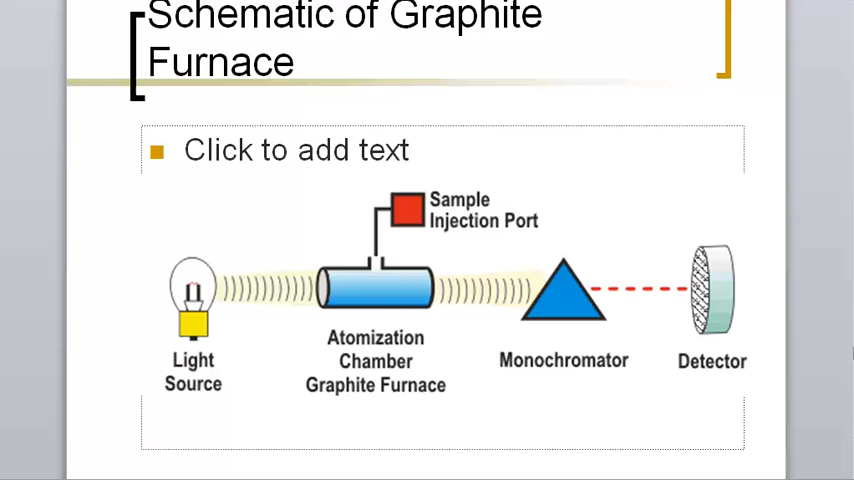 Schematic of Graphite
Furnace
Click to add text
Sample
Injection Port
Light
Source
Atomization
Chamber
Graphite Furnace
Monochromator
Detector